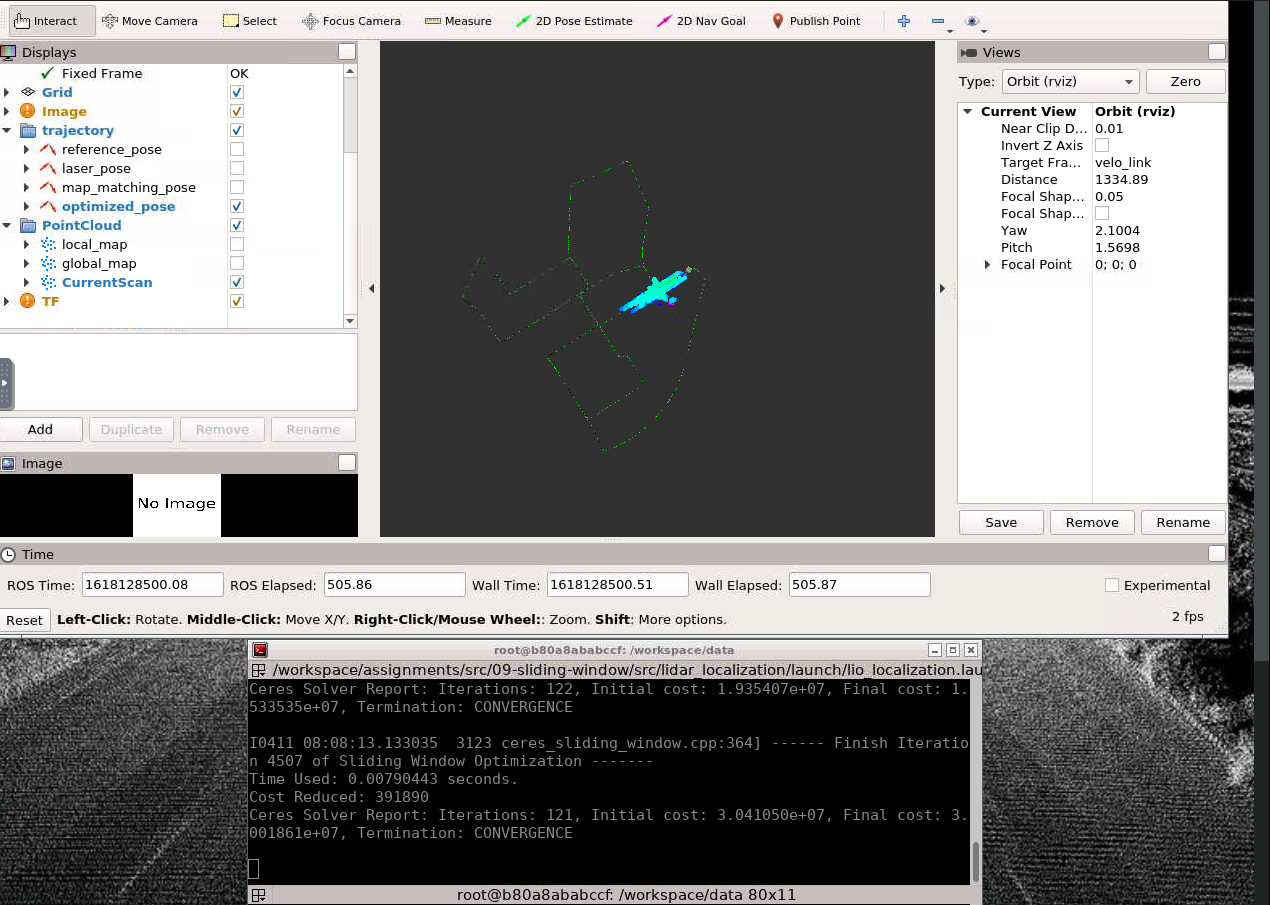 Interact Move Camera Select Focus Camera Measure 2D Pose Estimate 2D Nav Goal Publish Point
Displays
Fixed Frame OK
Grid
Image
trajectory
reference_pose
laser_pose
map_matching_pose
optimized_pose
PointCloud
local_map
global_map
CurrentScan
TF
Add Duplicate Remove Rename
Image
No Image
Views
Type: Orbit (rviz) Zero
Current View Orbit (rviz)
Near Clip D... 0.01
Invert Z Axis
Target Fra... velo_link
Distance 1334.89
Focal Shap... 0.05
Focal Shap...
Yaw 2.1004
Pitch 1.5698
Focal Point 0; 0; 0
Save Remove Rename
Time
ROS Time: 1618128500.08 ROS Elapsed: 505.86 Wall Time: 1618128500.51 Wall Elapsed: 505.87 Experimental
Reset Left-Click: Rotate. Middle-Click: Move X/Y. Right-Click/Mouse Wheel:: Zoom. Shift: More options. 2 fps
root@b80a8ababccf: /workspace/data
/workspace/assignments/src/09-sliding-window/src/lidar_localization/launch/lio_localization.lau
Ceres Solver Report: Iterations: 122, Initial cost: 1.935407e+07, Final cost: 1.
533535e+07, Termination: CONVERGENCE
I0411 08:08:13.133035  3123 ceres_sliding_window.cpp:364] ------ Finish Iteratio
n 4507 of Sliding Window Optimization -------
Time Used: 0.00790443 seconds.
Cost Reduced: 391890
Ceres Solver Report: Iterations: 121, Initial cost: 3.041050e+07, Final cost: 3.
001861e+07, Termination: CONVERGENCE
root@b80a8ababccf: /workspace/data 80x11